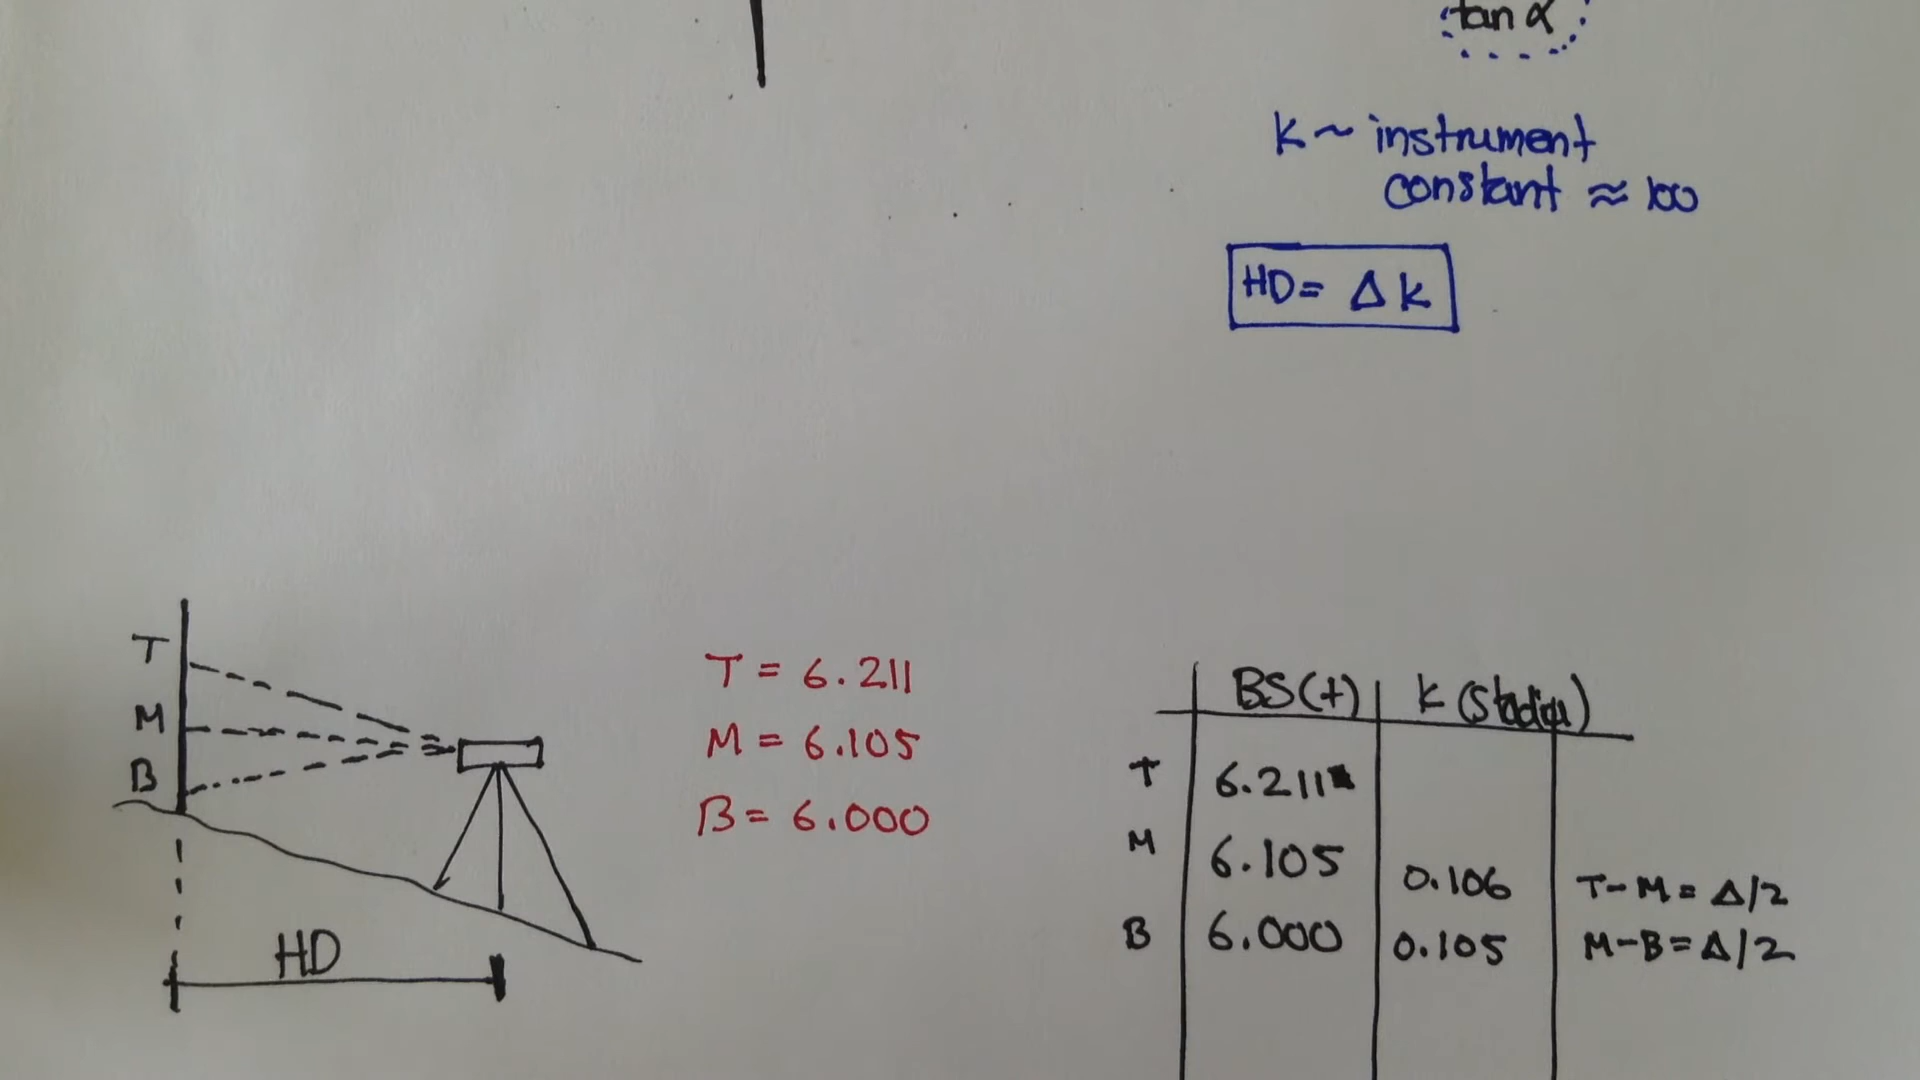 tan α
K ~ instrument
constant ≈ 100
HD = Δ K
T
M
B
HD
T = 6.211
M = 6.105
B = 6.000
BS(+) K (Stadia)
T 6.211
M 6.105 0.106 T-M = Δ/2
B 6.000 0.105 M-B = Δ/2